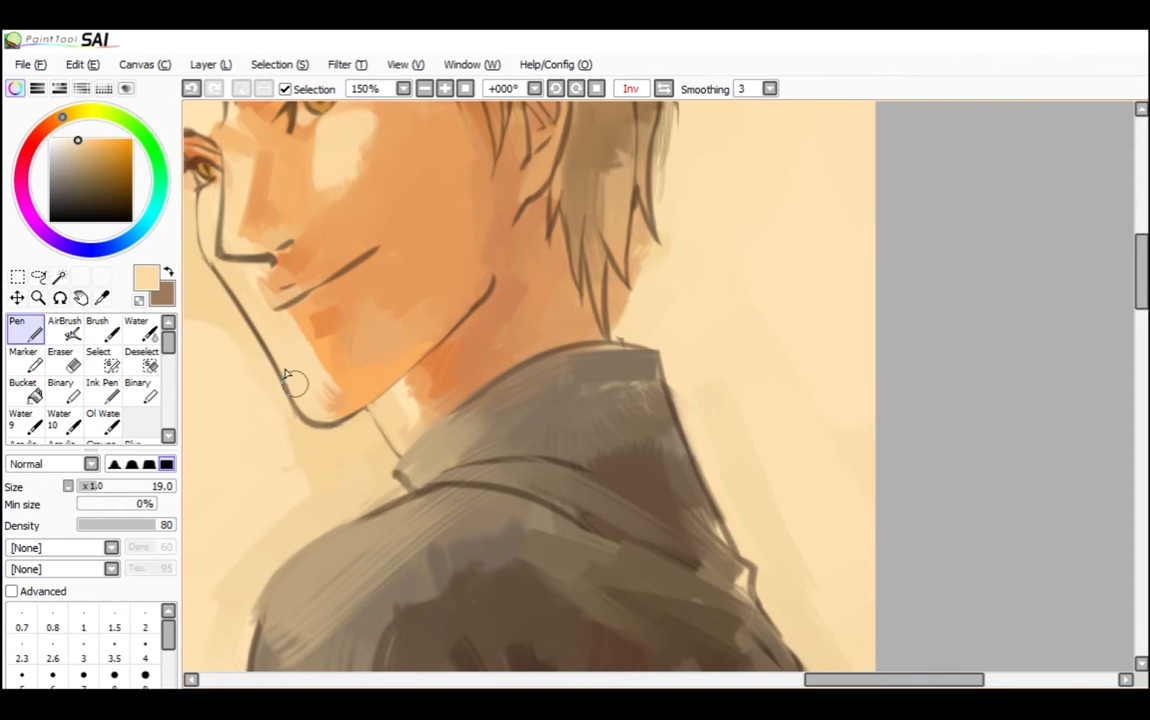 PaintTool SAI
File (F) Edit (E) Canvas (C) Layer (L) Selection (S) Filter (T) View (V) Window (W) Help/Config (O)
Selection 150% +000° Inv Smoothing 3
Pen AirBrush Brush Water
Marker Eraser Select Deselect
Bucket Binary Ink Pen Binary
Water 9 Water 10 Ol Wate
Normal
Size x1.0 19.0
Min size 0%
Density 80
[None] Dens 60
[None] Tex. 95
Advanced
0.7 0.8 1 1.5 2
2.3 2.6 3 3.5 4